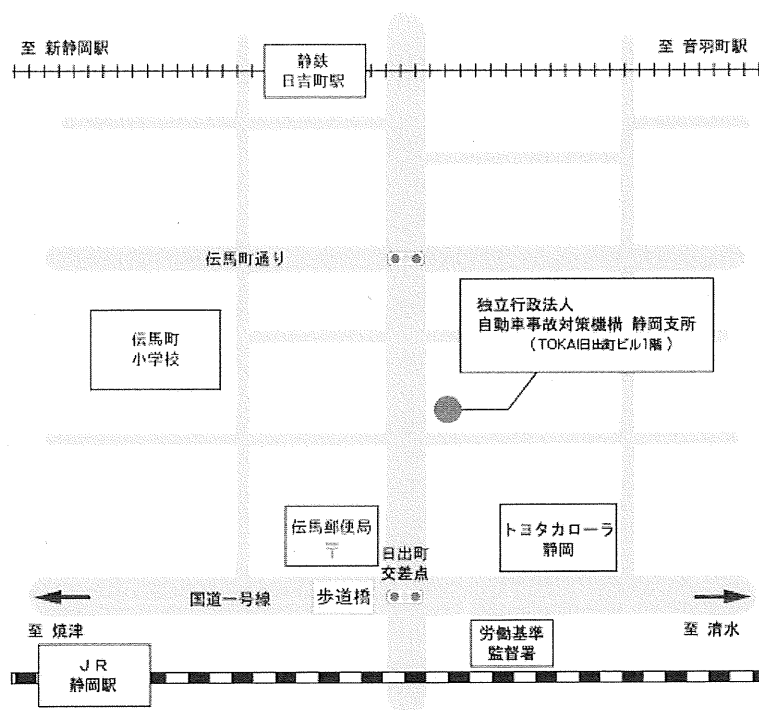 至 新静岡駅
静鉄
日吉町駅
至 音羽町駅
伝馬町通り
独立行政法人
自動車事故対策機構 静岡支所
(TOKAI日出町ビル1階)
伝馬町
小学校
伝馬郵便局
〒
トヨタカローラ
静岡
日出町
交差点
国道一号線
歩道橋
至 焼津
労働基準
監督署
至 清水
JR
静岡駅